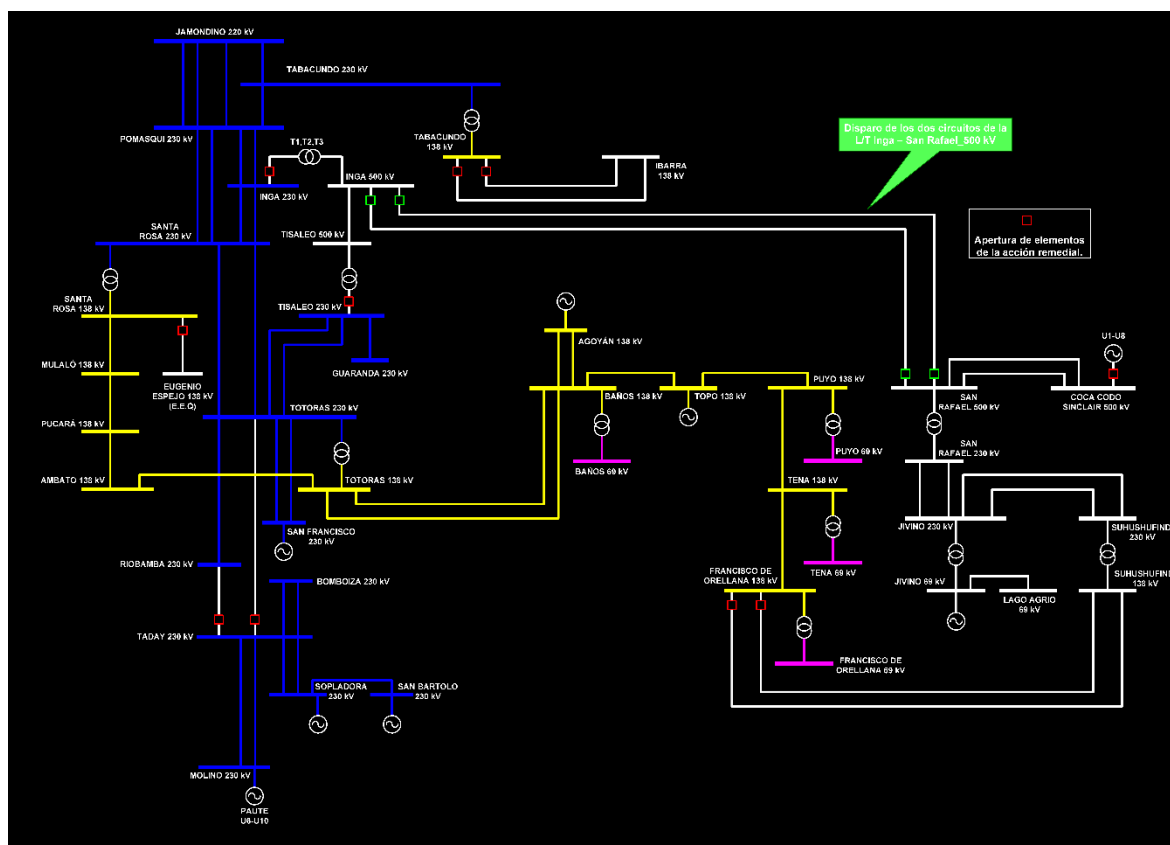 JAMONDINO 220 kV
TABACUNDO 230 kV
POMASQUI 230 kV
T1,T2,T3
TABACUNDO
138 kV
IBARRA
138 kV
Disparo de los dos circuitos de la
L/T Inga – San Rafael_500 kV
INGA 500 kV
INGA 230 kV
SANTA
ROSA 230 kV
TISALEO
500 kV
Apertura de elementos
de la acción remedial.
SANTA
ROSA 138 kV
TISALEO 230 kV
AGOYÁN 138 kV
U1-U8
MULALÓ 138 kV
EUGENIO
ESPEJO 138 kV
(E.E.Q)
GUARANDA 230 kV
BAÑOS 138 kV
TOPO 138 kV
PUYO 138 kV
SAN
RAFAEL 500 kV
COCA CODO
SINCLAIR 500 kV
PUCARÁ 138 kV
TOTORAS
230 kV
BAÑOS 69 kV
PUYO 69 kV
SAN
RAFAEL 230 kV
AMBATO 138 kV
TOTORAS 138 kV
TENA 138 kV
SAN FRANCISCO
230 kV
JIVINO 230 kV
SUHUSHUFIND
230 kV
RIOBAMBA 230 kV
BOMBOIZA 230 kV
TENA 69 kV
FRANCISCO DE
ORELLANA 138 kV
JIVINO 69 kV
LAGO AGRIO
69 kV
SUHUSHUFIND
138 kV
TADAY 230 kV
FRANCISCO DE
ORELLANA 69 kV
SOPLADORA
230 kV
SAN BARTOLO
230 kV
MOLINO 230 kV
PAUTE
U6-U10